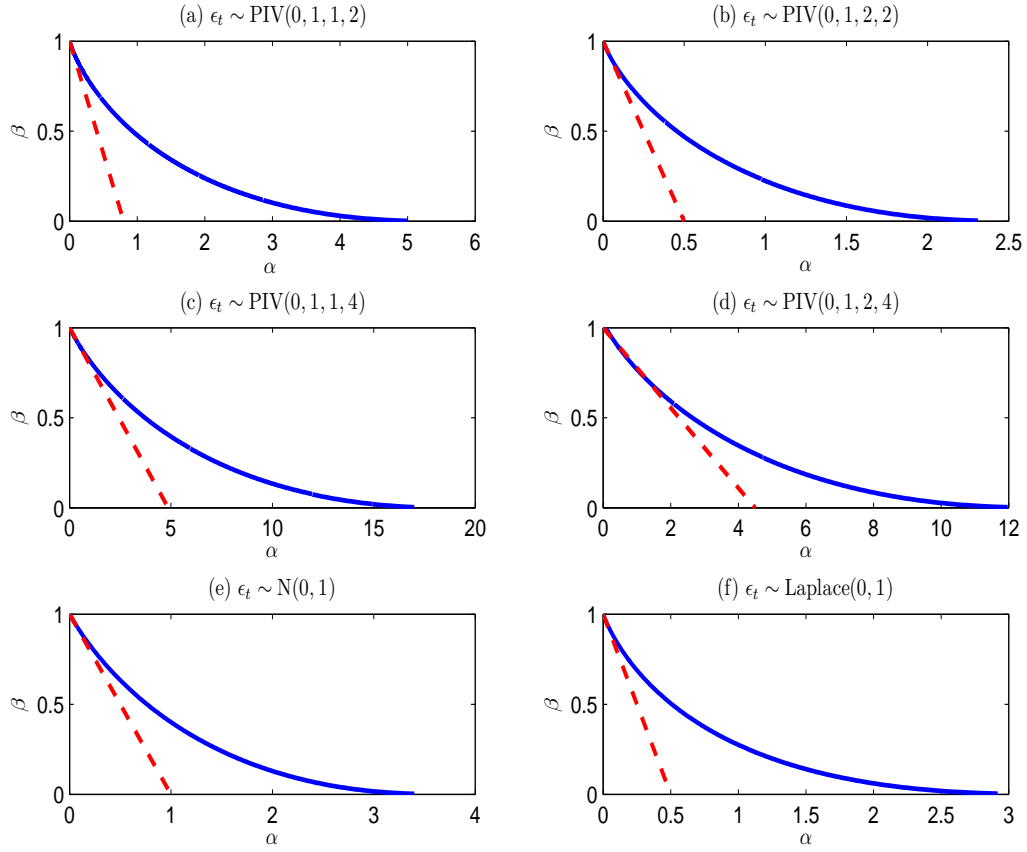 (a) ϵt ∼ PIV(0, 1, 1, 2)
1
0.5
0
β
0 1 2 3 4 5 6
α
(b) ϵt ∼ PIV(0, 1, 2, 2)
1
0.5
0
β
0 0.5 1 1.5 2 2.5
α
(c) ϵt ∼ PIV(0, 1, 1, 4)
1
0.5
0
β
0 5 10 15 20
α
(d) ϵt ∼ PIV(0, 1, 2, 4)
1
0.5
0
β
0 2 4 6 8 10 12
α
(e) ϵt ∼ N(0, 1)
1
0.5
0
β
0 1 2 3 4
α
(f) ϵt ∼ Laplace(0, 1)
1
0.5
0
β
0 0.5 1 1.5 2 2.5 3
α